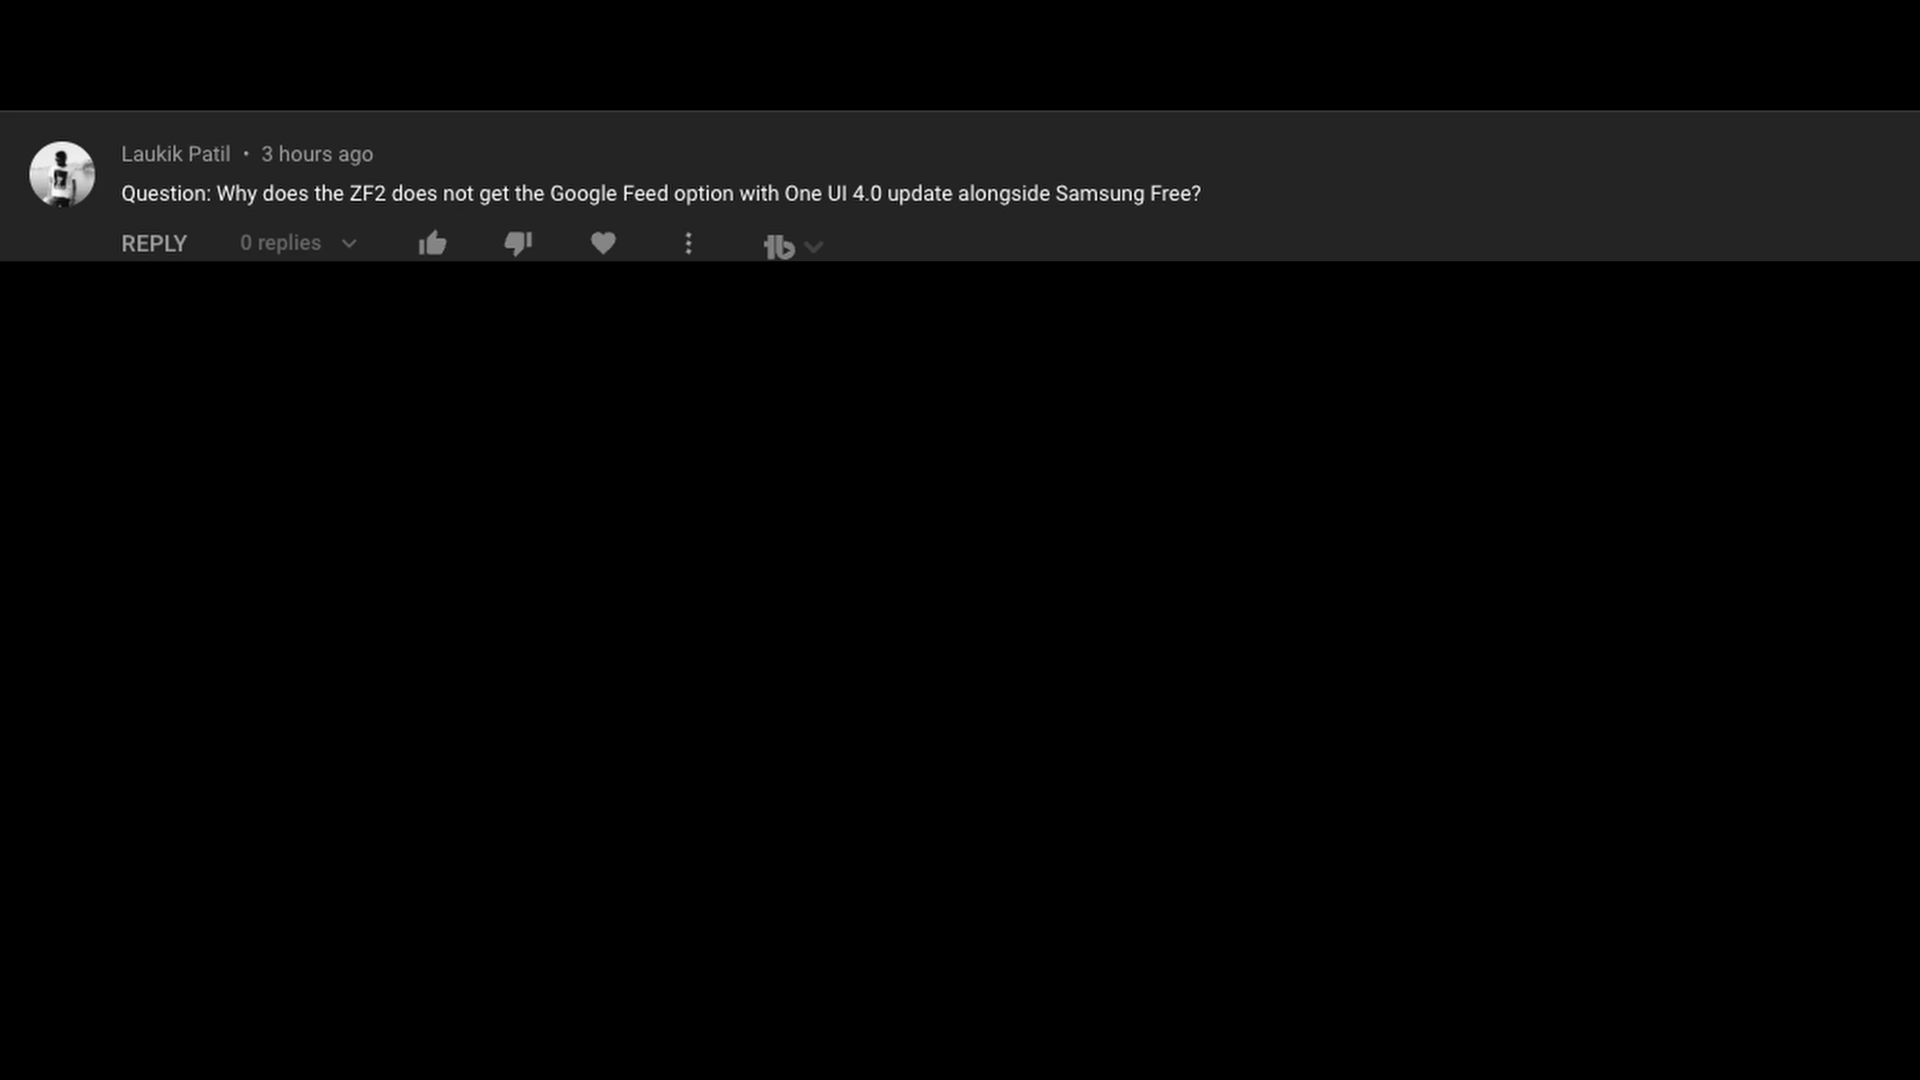 Laukik Patil • 3 hours ago
Question: Why does the ZF2 does not get the Google Feed option with One UI 4.0 update alongside Samsung Free?
REPLY 0 replies
tb